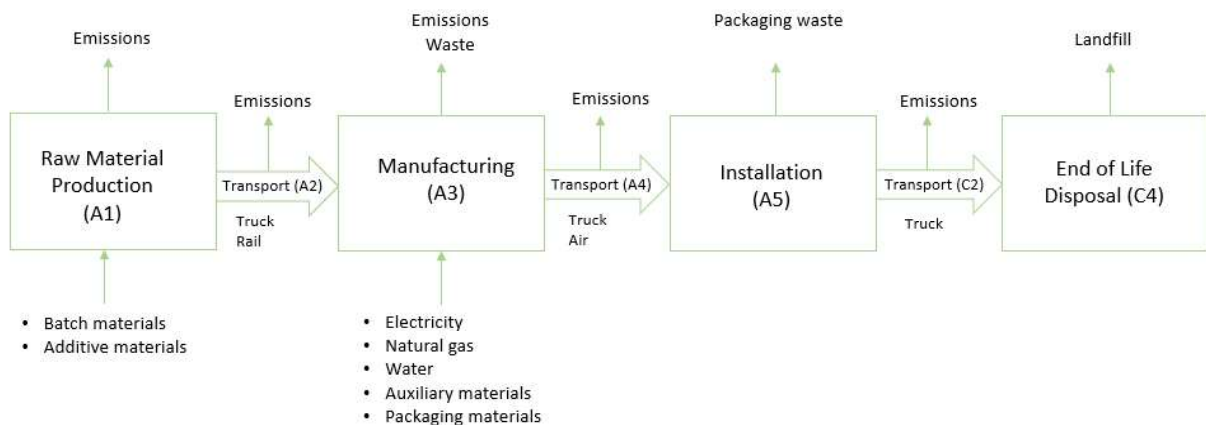 Emissions
Emissions
Waste
Packaging waste
Landfill
Emissions
Emissions
Emissions
Raw Material
Production
(A1)
Transport (A2)
Truck
Rail
Manufacturing
(A3)
Transport (A4)
Truck
Air
Installation
(A5)
Transport (C2)
Truck
End of Life
Disposal (C4)
• Batch materials
• Additive materials
• Electricity
• Natural gas
• Water
• Auxiliary materials
• Packaging materials